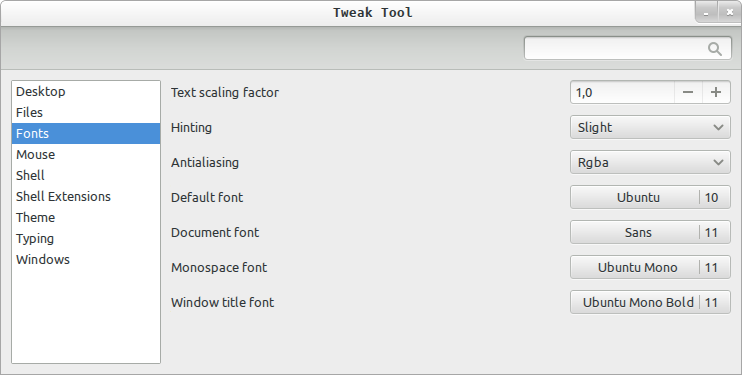 Tweak Tool
Desktop
Files
Fonts
Mouse
Shell
Shell Extensions
Theme
Typing
Windows
Text scaling factor 1,0
Hinting Slight
Antialiasing Rgba
Default font Ubuntu 10
Document font Sans 11
Monospace font Ubuntu Mono 11
Window title font Ubuntu Mono Bold 11